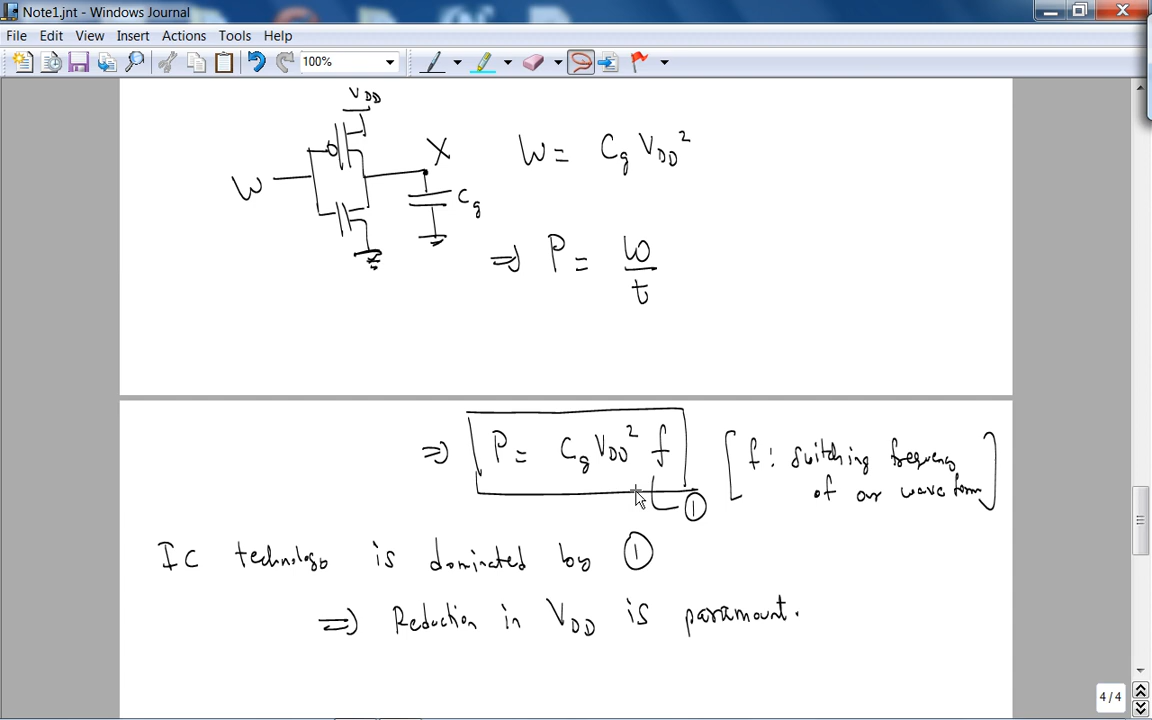 Note1.jnt - Windows Journal
File Edit View Insert Actions Tools Help
100%
VDD
X
W
Cg
W = Cg VDD²
⇒ P = W/t
⇒ P = Cg VDD² f
[f: switching frequency
of our waveform]
①
IC technology is dominated by ①
⇒ Reduction in VDD is paramount.
4/4